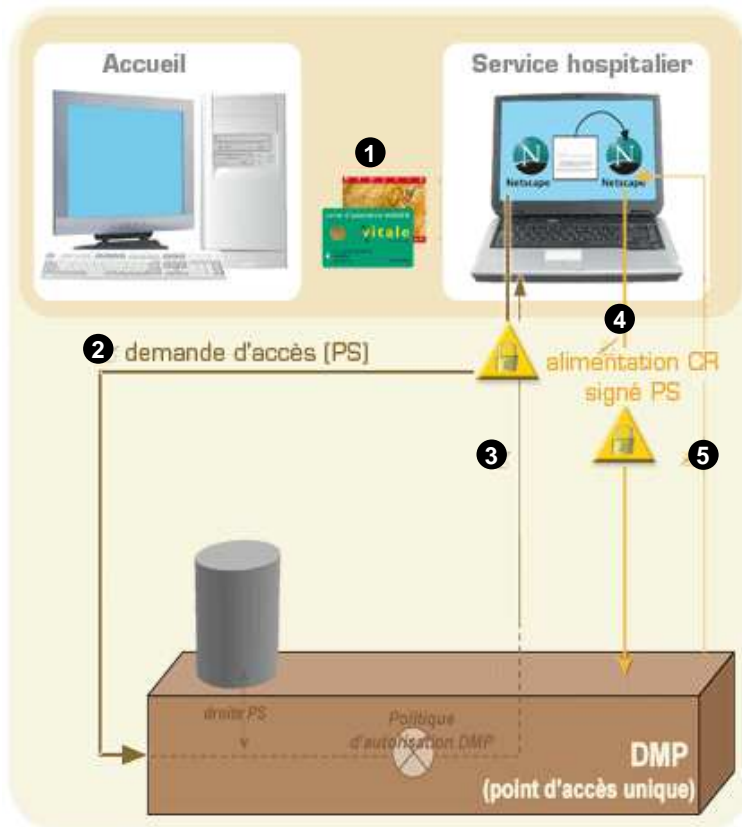 Accueil
Service hospitalier
1
Netscape
Netscape
vitale
2 demande d'accès (PS)
4
alimentation CR
signé PS
3
5
droits PS
Politique
d'autorisation DMP
DMP
(point d'accès unique)